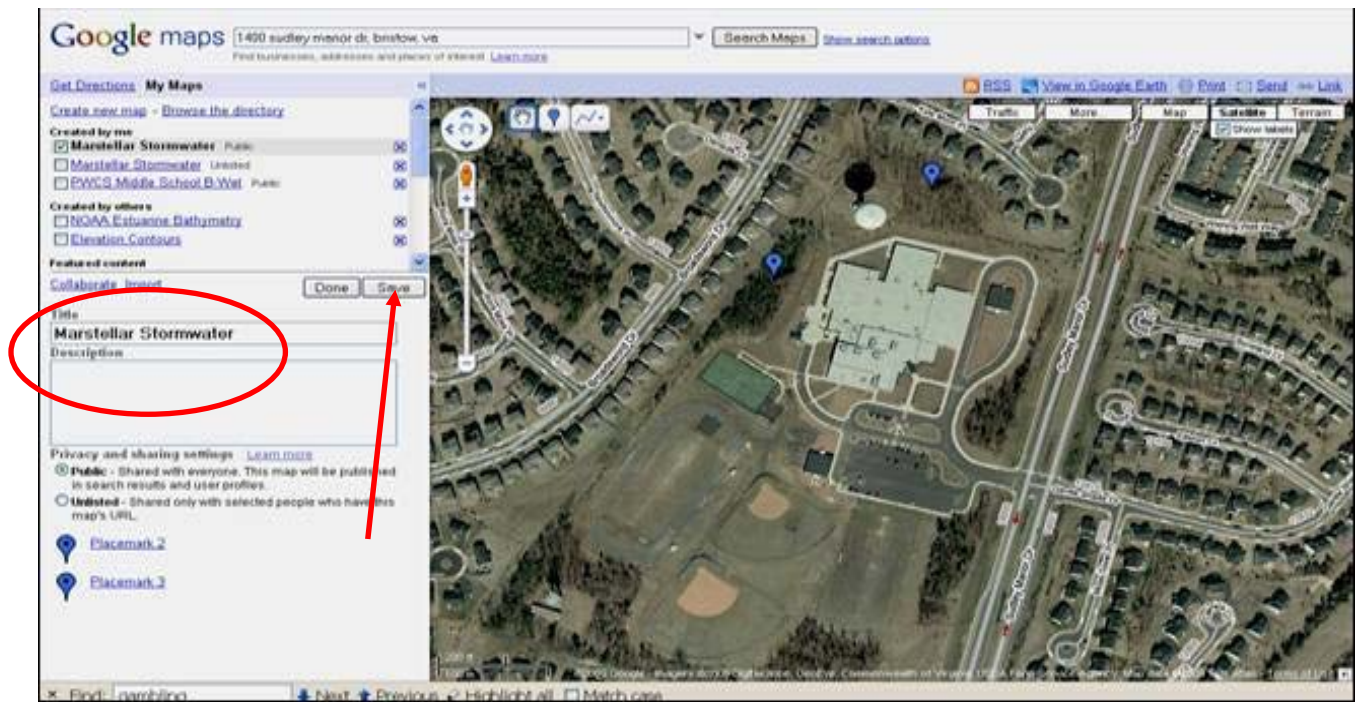 Google maps 1400 sudley manor dr, bristow, va Search Maps Show search options
Find businesses, addresses and places of interest. Learn more
Get Directions My Maps «
RSS View in Google Earth Print Send Link
Create new map - Browse the directory
Created by me
Marstellar Stormwater Public
Marstellar Stormwater Unlisted
PWCS Middle School B-Wet Public
Created by others
NOAA Estuarine Bathymetry
Elevation Contours
Featured content
Collaborate Import Done Save
Title
Marstellar Stormwater
Description
Privacy and sharing settings Learn more
Public - Shared with everyone. This map will be published
in search results and user profiles.
Unlisted - Shared only with selected people who have this
map's URL.
Placemark 2
Placemark 3
Traffic More Map Satellite Terrain
Show labels
Sudley Manor Dr
Sudley Manor Dr
× Find: gambling Next Previous Highlight all Match case